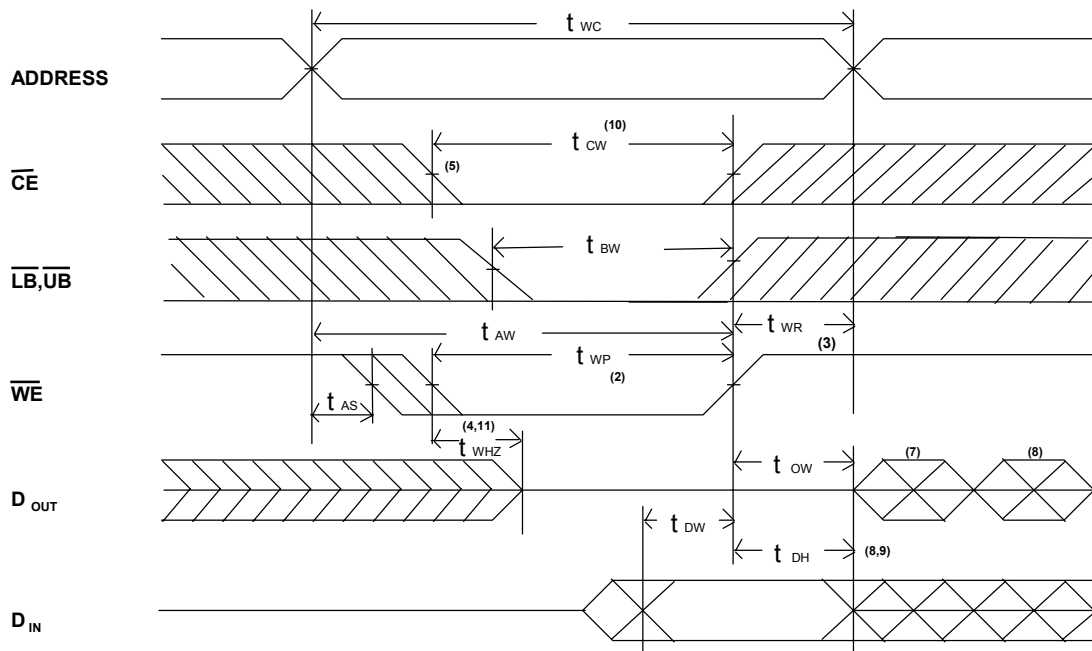 t WC
ADDRESS
t CW (10)
CE (5)
t BW
LB,UB
t AW t WR
t WP (3)
WE (2)
t AS
(4,11)
t WHZ
t OW (7) (8)
D OUT
t DW
t DH (8,9)
D IN